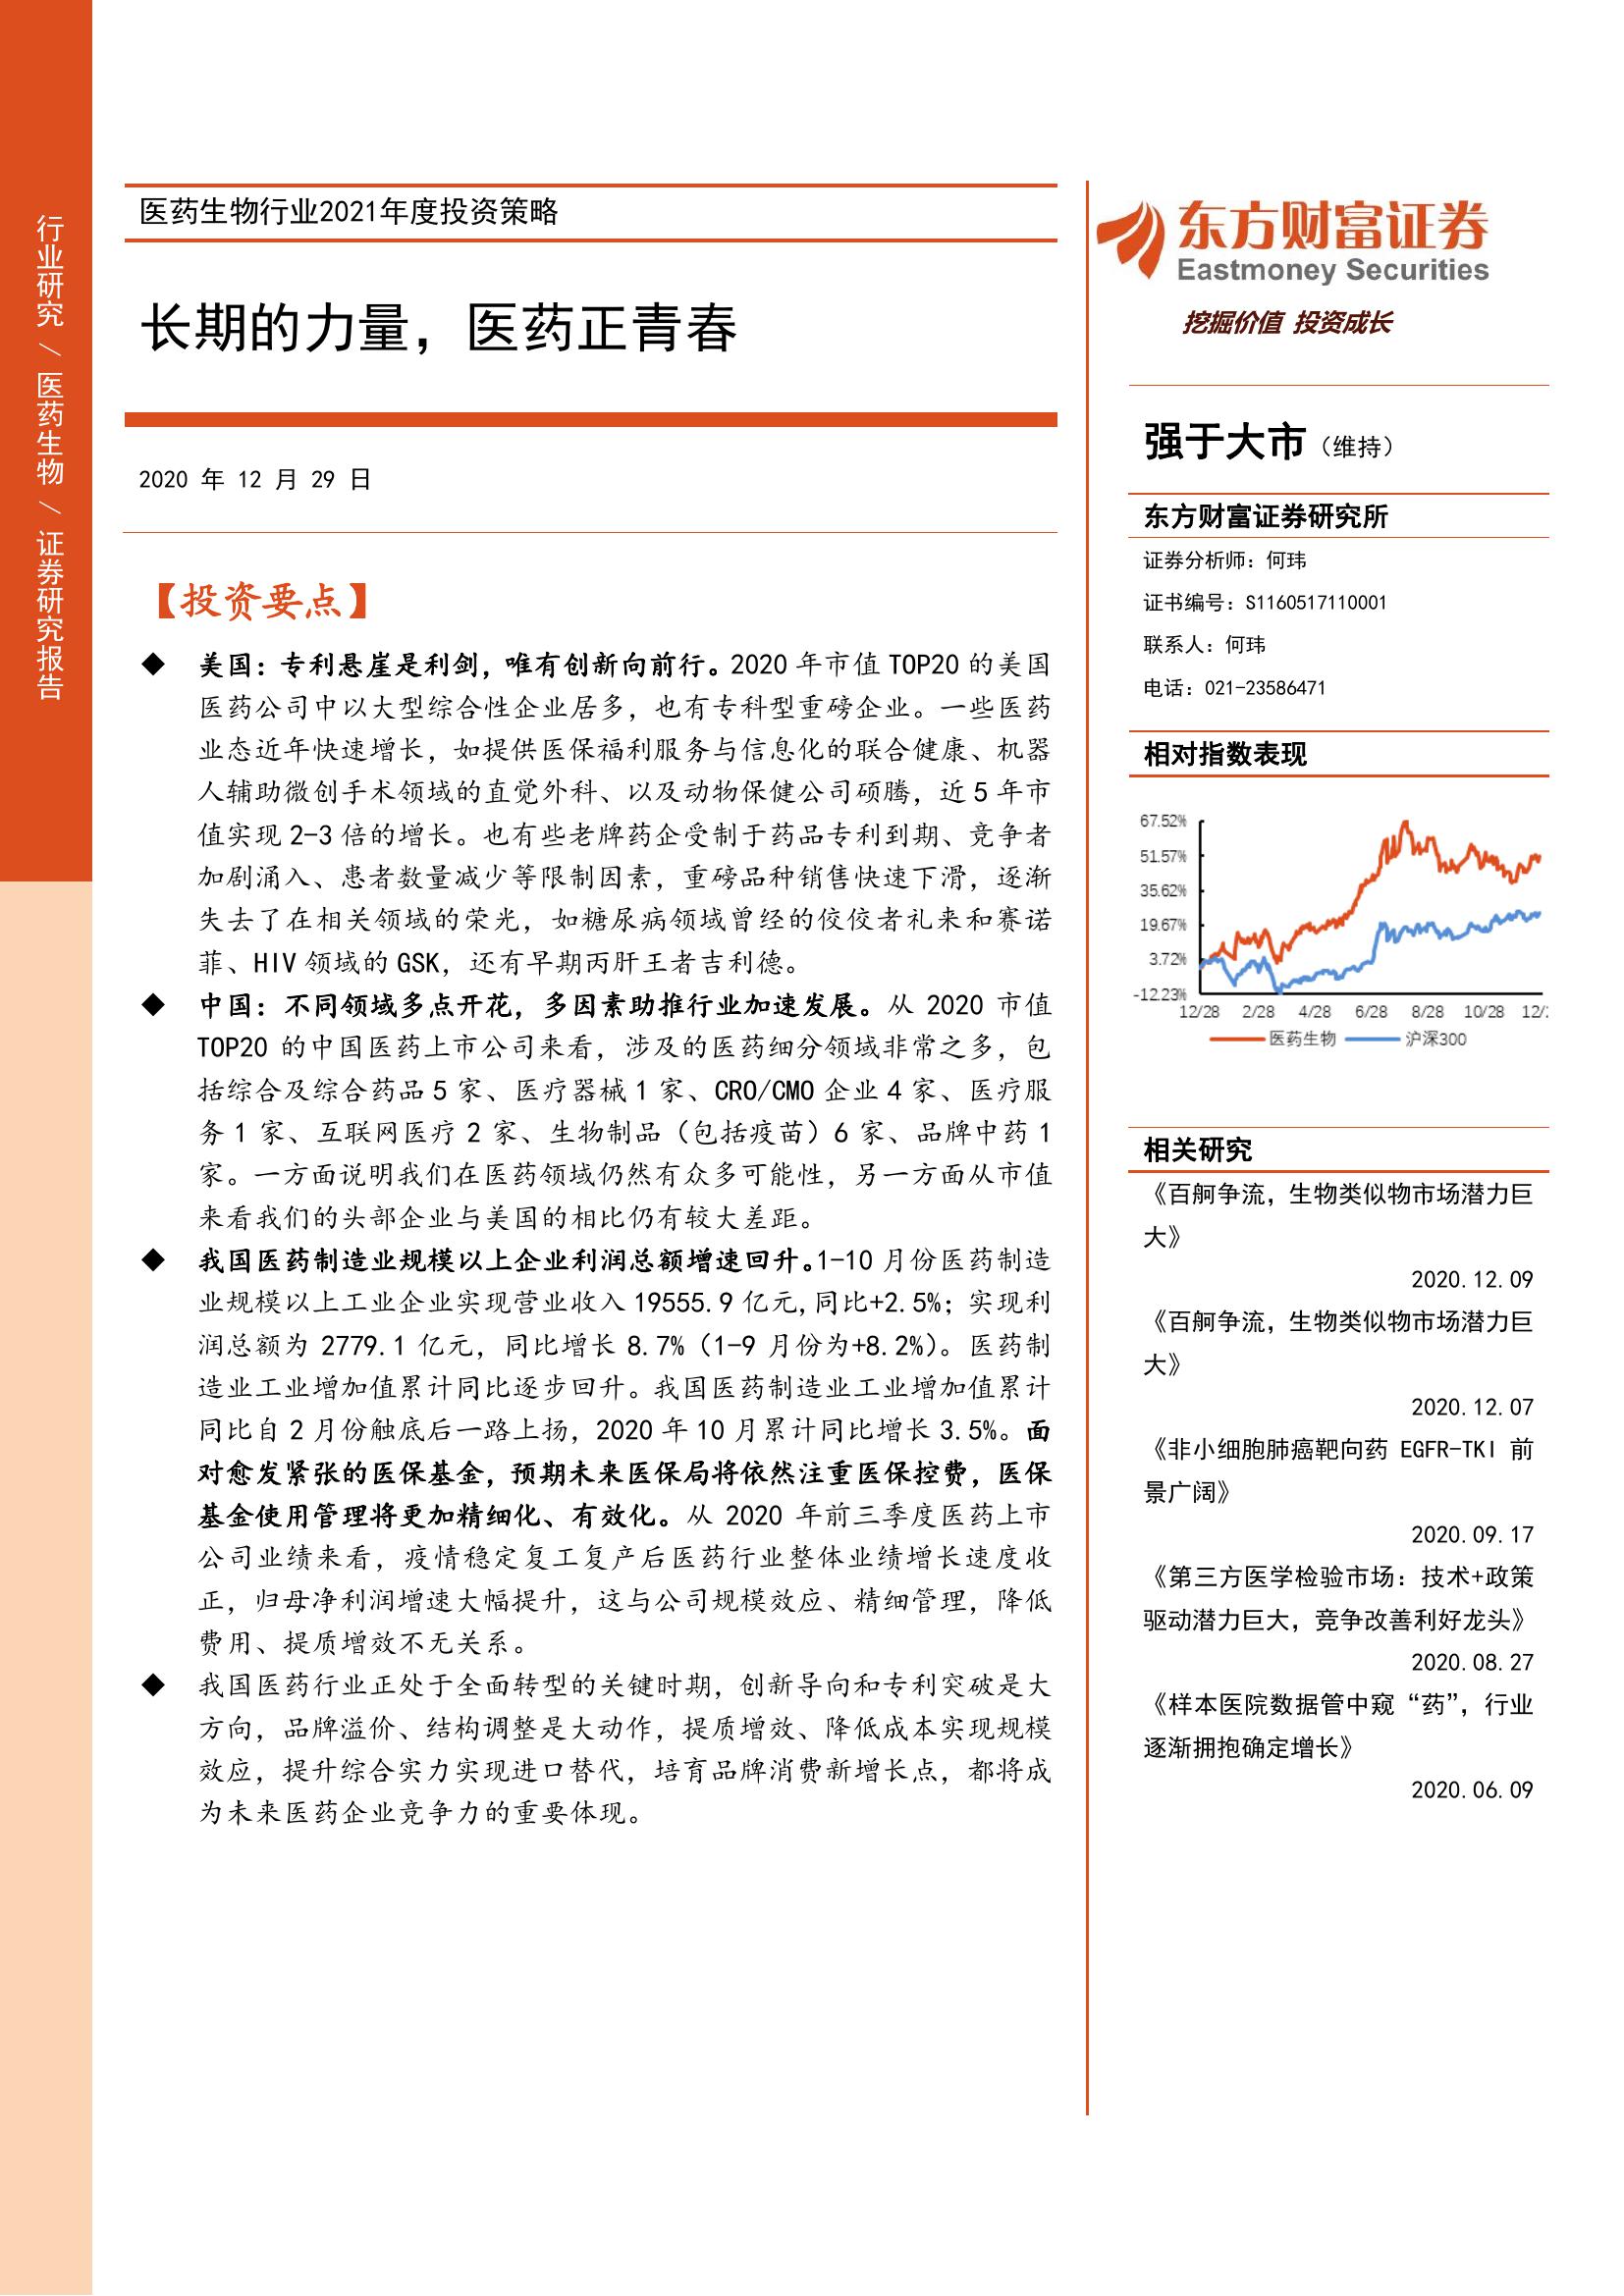 行业研究 / 医药生物 / 证券研究报告
医药生物行业2021年度投资策略
长期的力量，医药正青春
2020 年 12 月 29 日
【投资要点】
◆ 美国：专利悬崖是利剑，唯有创新向前行。2020 年市值 TOP20 的美国
医药公司中以大型综合性企业居多，也有专科型重磅企业。一些医药
业态近年快速增长，如提供医保福利服务与信息化的联合健康、机器
人辅助微创手术领域的直觉外科、以及动物保健公司硕腾，近 5 年市
值实现 2-3 倍的增长。也有些老牌药企受制于药品专利到期、竞争者
加剧涌入、患者数量减少等限制因素，重磅品种销售快速下滑，逐渐
失去了在相关领域的荣光，如糖尿病领域曾经的佼佼者礼来和赛诺
菲、HIV 领域的 GSK，还有早期丙肝王者吉利德。
◆ 中国：不同领域多点开花，多因素助推行业加速发展。从 2020 市值
TOP20 的中国医药上市公司来看，涉及的医药细分领域非常之多，包
括综合及综合药品 5 家、医疗器械 1 家、CRO/CMO 企业 4 家、医疗服
务 1 家、互联网医疗 2 家、生物制品（包括疫苗）6 家、品牌中药 1
家。一方面说明我们在医药领域仍然有众多可能性，另一方面从市值
来看我们的头部企业与美国的相比仍有较大差距。
◆ 我国医药制造业规模以上企业利润总额增速回升。1-10 月份医药制造
业规模以上工业企业实现营业收入 19555.9 亿元,同比+2.5%；实现利
润总额为 2779.1 亿元，同比增长 8.7%（1-9 月份为+8.2%）。医药制
造业工业增加值累计同比逐步回升。我国医药制造业工业增加值累计
同比自 2 月份触底后一路上扬，2020 年 10 月累计同比增长 3.5%。面
对愈发紧张的医保基金，预期未来医保局将依然注重医保控费，医保
基金使用管理将更加精细化、有效化。从 2020 年前三季度医药上市
公司业绩来看，疫情稳定复工复产后医药行业整体业绩增长速度收
正，归母净利润增速大幅提升，这与公司规模效应、精细管理，降低
费用、提质增效不无关系。
◆ 我国医药行业正处于全面转型的关键时期，创新导向和专利突破是大
方向，品牌溢价、结构调整是大动作，提质增效、降低成本实现规模
效应，提升综合实力实现进口替代，培育品牌消费新增长点，都将成
为未来医药企业竞争力的重要体现。
东方财富证券
Eastmoney Securities
挖掘价值 投资成长
强于大市（维持）
东方财富证券研究所
证券分析师：何玮
证书编号：S1160517110001
联系人：何玮
电话：021-23586471
相对指数表现
67.52%
51.57%
35.62%
19.67%
3.72%
-12.23%
12/28 2/28 4/28 6/28 8/28 10/28 12/2
医药生物 沪深300
相关研究
《百舸争流，生物类似物市场潜力巨
大》
2020.12.09
《百舸争流，生物类似物市场潜力巨
大》
2020.12.07
《非小细胞肺癌靶向药 EGFR-TKI 前
景广阔》
2020.09.17
《第三方医学检验市场：技术+政策
驱动潜力巨大，竞争改善利好龙头》
2020.08.27
《样本医院数据管中窥“药”，行业
逐渐拥抱确定增长》
2020.06.09